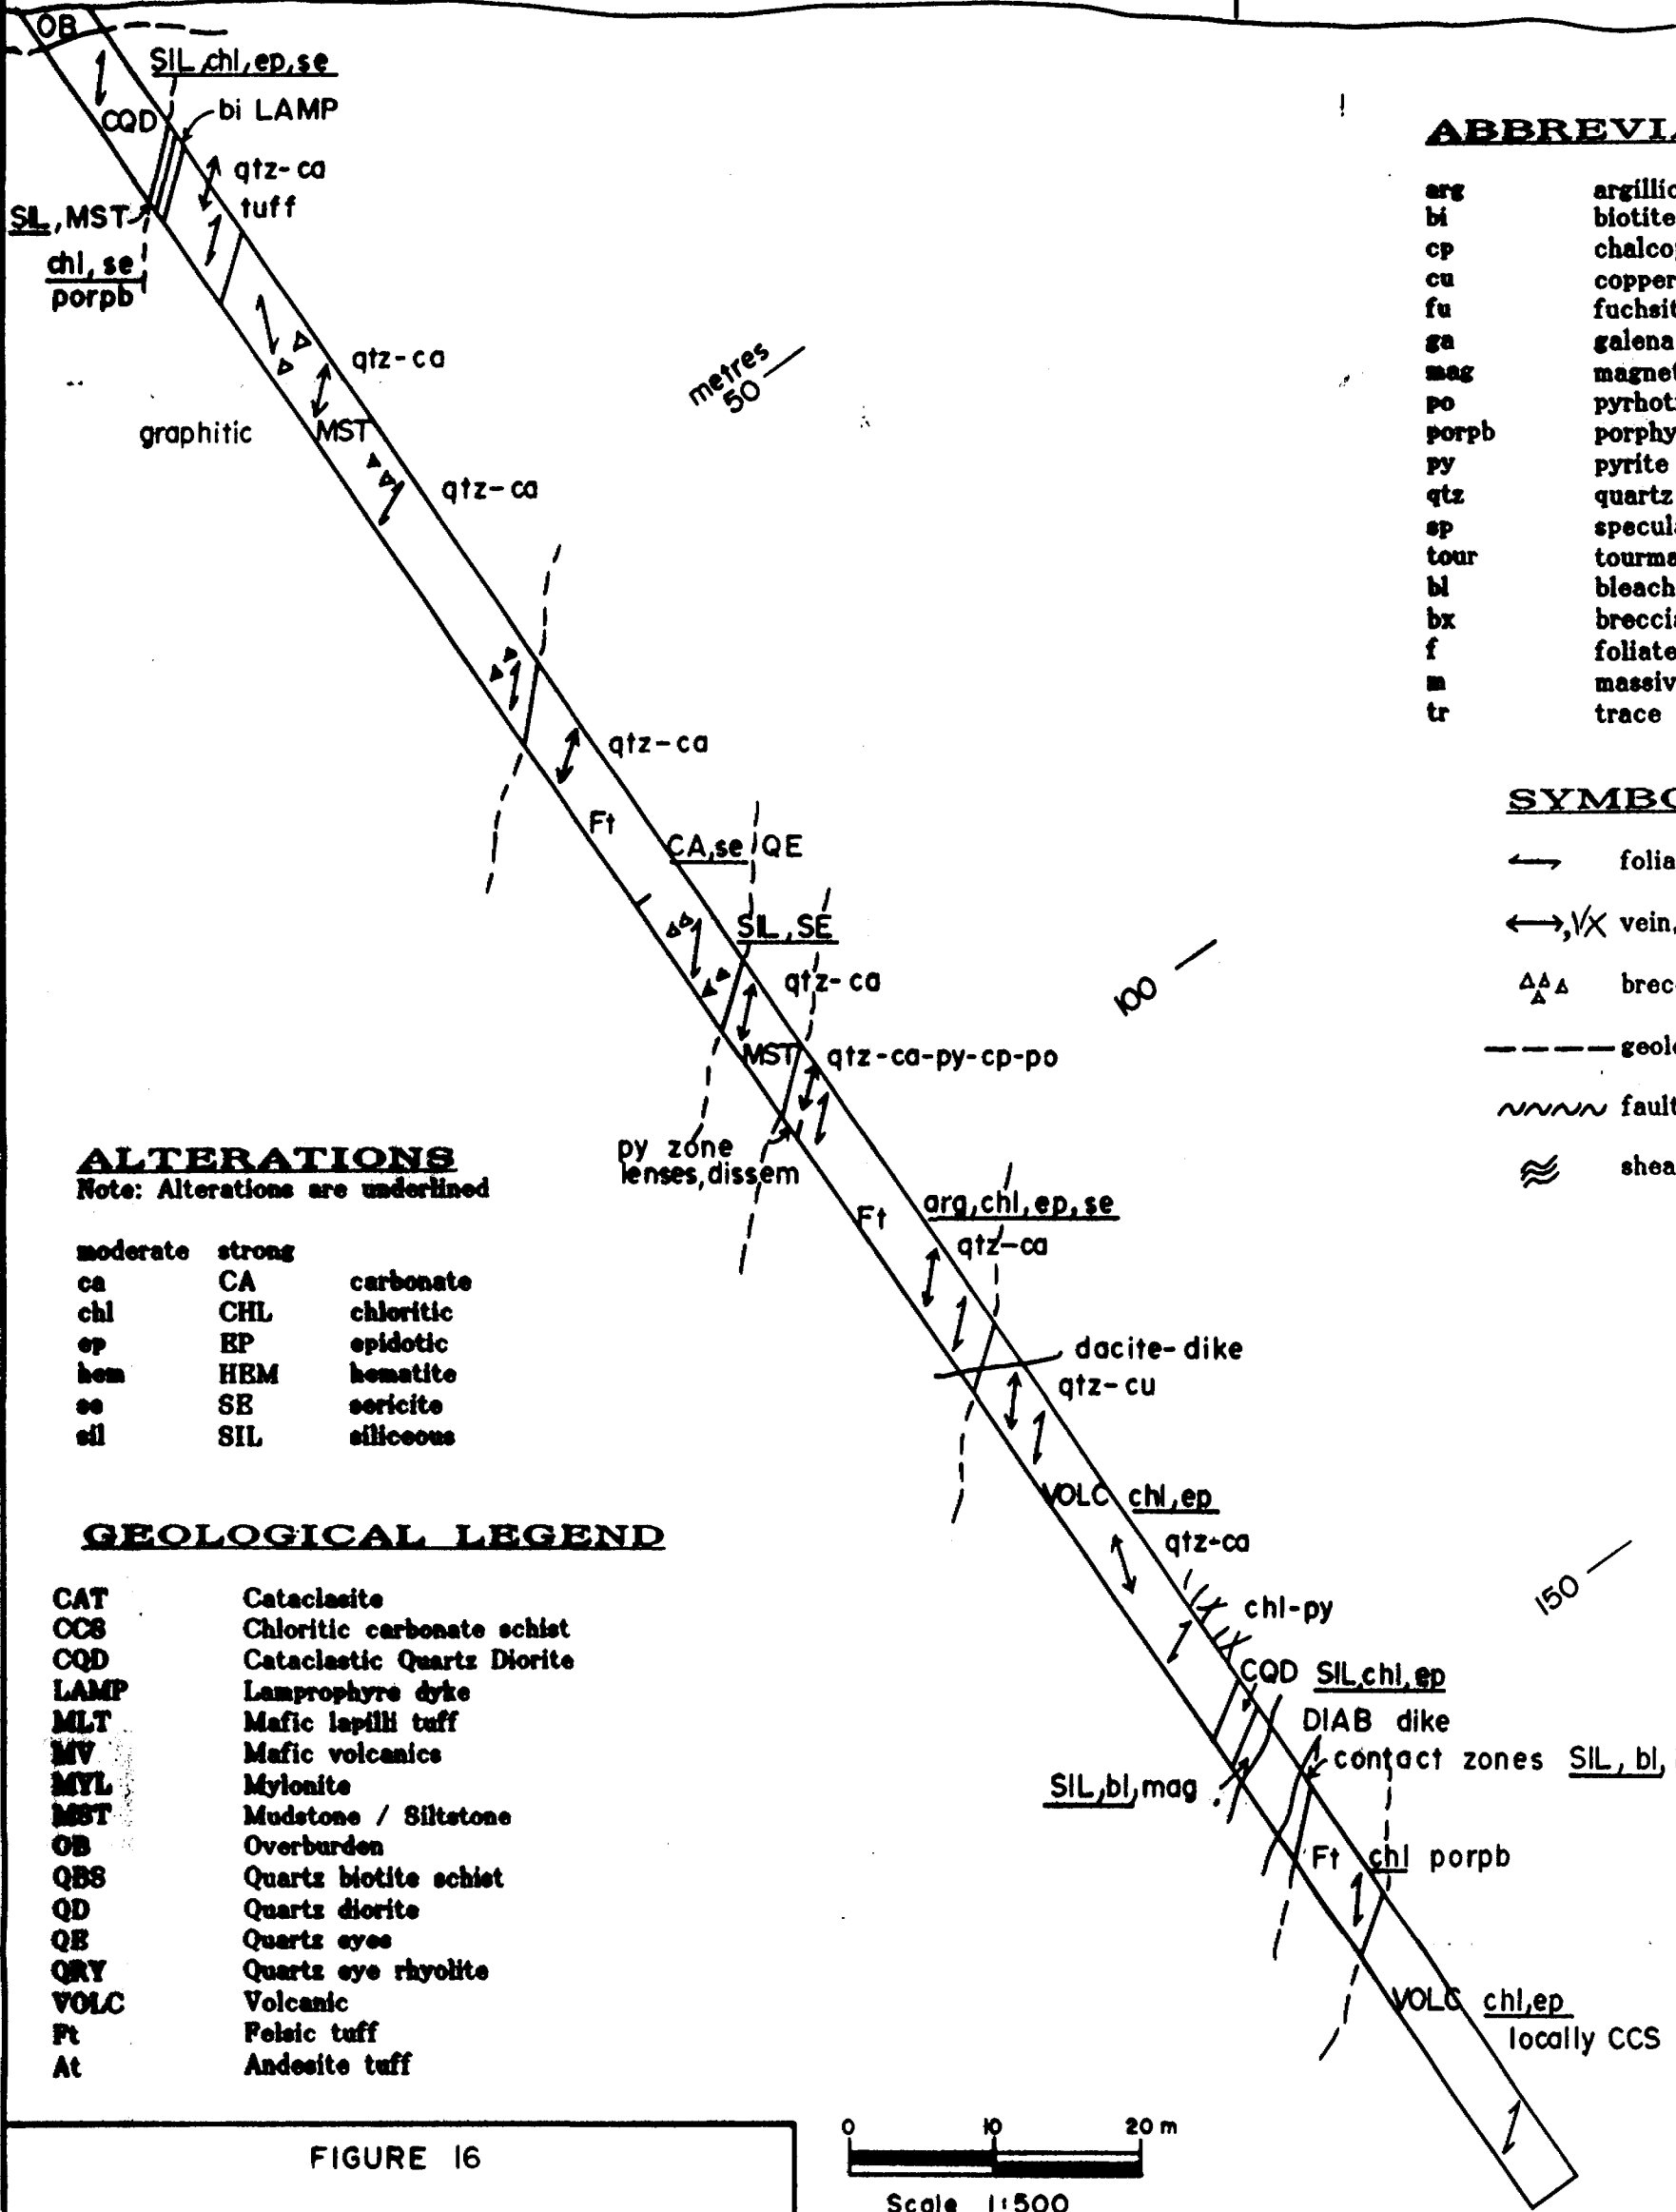 OB
SIL,chl,ep,se
CQD
bi LAMP
qtz-ca
tuff
SIL,MST
chl,se
porpb
qtz-ca
graphitic
MST
qtz-ca
metres
50
qtz-ca
Ft
CA,se QE
SIL,SE
qtz-ca
100
MST
qtz-ca-py-cp-po
py zone
lenses,dissem
Ft
arg,chl,ep,se
qtz-ca
dacite-dike
qtz-cu
VOLC chl,ep
qtz-ca
150
chl-py
CQD SIL,chl,ep
DIAB dike
contact zones SIL, bl,
SIL,bl,mag
Ft chl porpb
VOLC chl,ep
locally CCS
ABBREVIA
arg argillic
bi biotite
cp chalcop
cu copper
fu fuchsit
ga galena
mag magnet
po pyrhot
porpb porphy
py pyrite
qtz quartz
sp specula
tour tourma
bl bleach
bx breccia
f foliate
m massiv
tr trace
SYMBO
folia
vein,
brec
geol
fault
shea
ALTERATIONS
Note: Alterations are underlined
moderate strong
ca CA carbonate
chl CHL chloritic
ep EP epidotic
hem HEM hematite
se SE sericite
sil SIL siliceous
GEOLOGICAL LEGEND
CAT Cataclasite
CCS Chloritic carbonate schist
CQD Cataclastic Quartz Diorite
LAMP Lamprophyre dyke
MLT Mafic lapilli tuff
MV Mafic volcanics
MYL Mylonite
MST Mudstone / Siltstone
OB Overburden
QBS Quartz biotite schist
QD Quartz diorite
QE Quartz eyes
QRY Quartz eye rhyolite
VOLC Volcanic
Ft Felsic tuff
At Andesite tuff
FIGURE 16
0 10 20 m
Scale 1:500